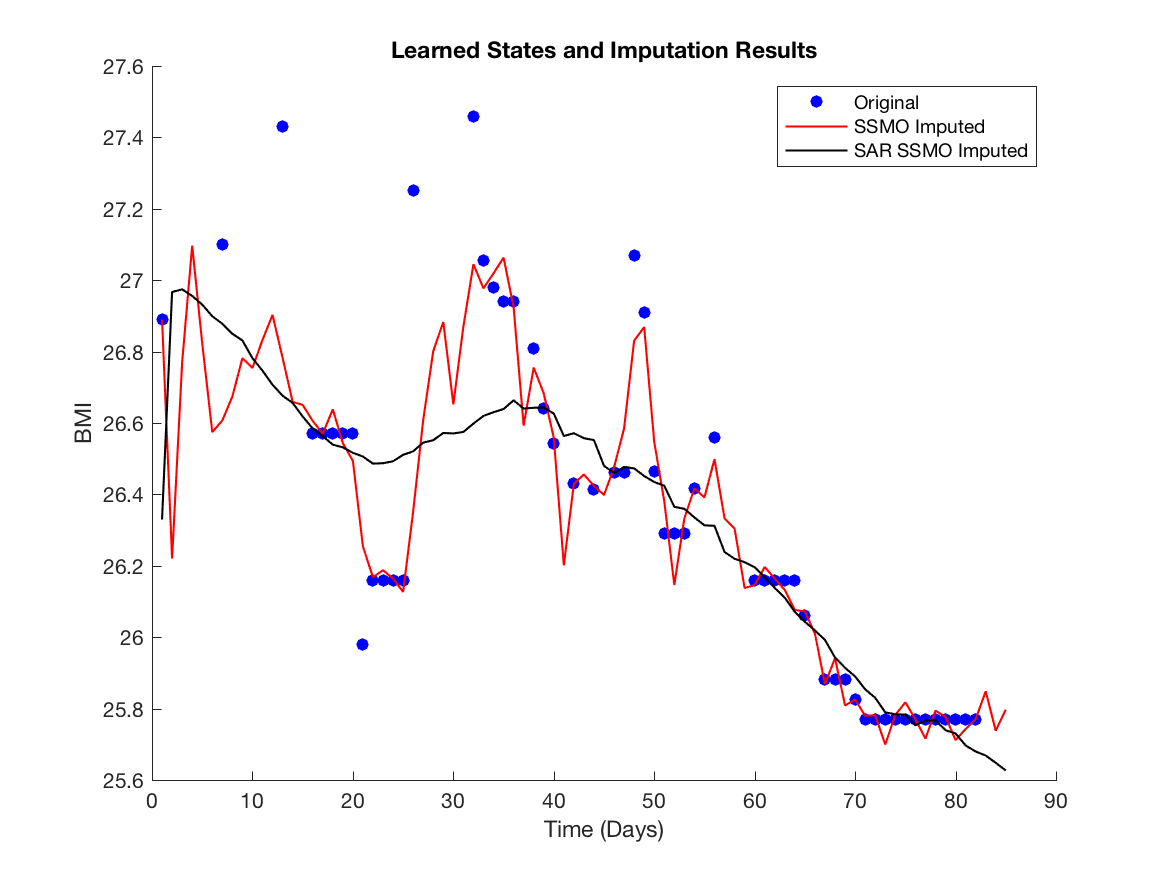 Learned States and Imputation Results
27.6
27.4
27.2
27
26.8
26.6
26.4
26.2
26
25.8
25.6
BMI
Original
SSMO Imputed
SAR SSMO Imputed
0 10 20 30 40 50 60 70 80 90
Time (Days)